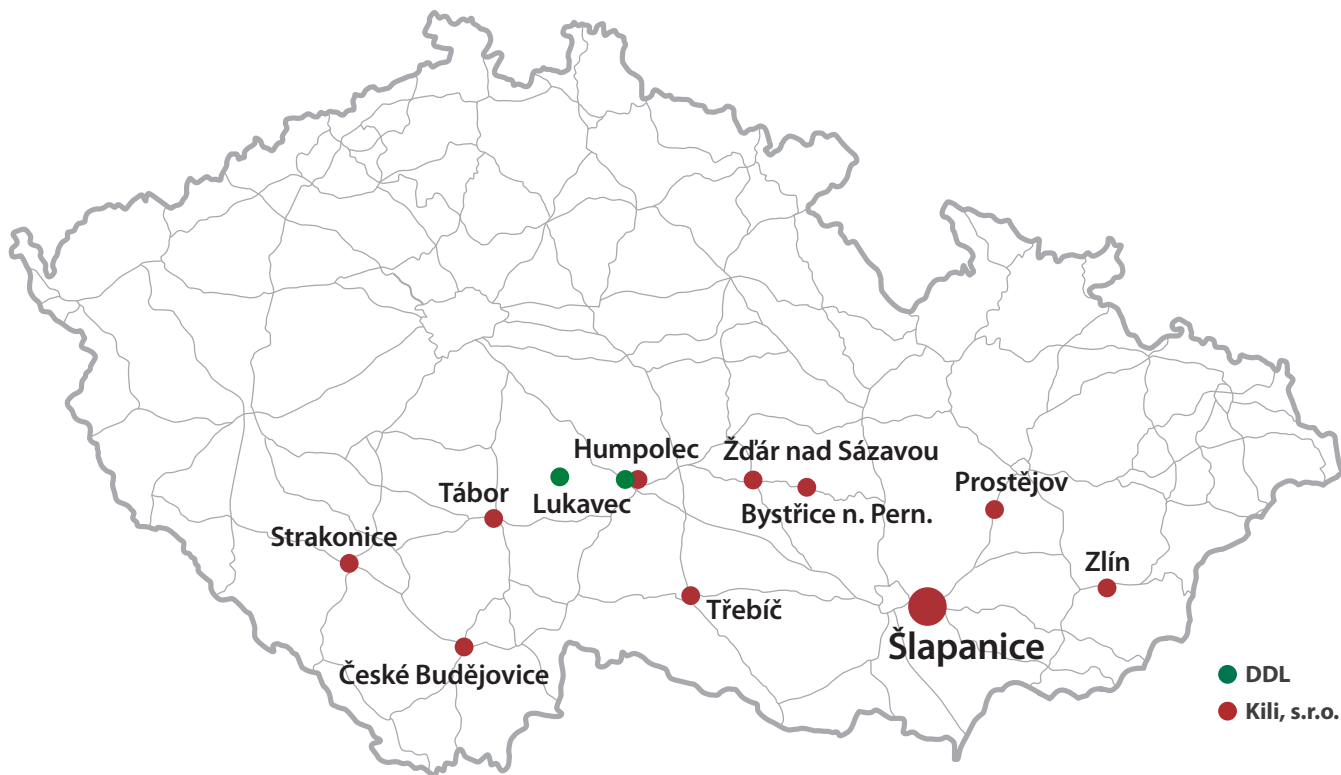 Humpolec
Žďár nad Sázavou
Tábor
Lukavec
Prostějov
Bystřice n. Pern.
Strakonice
Zlín
Třebíč
Šlapanice
České Budějovice
DDL
Kili, s.r.o.